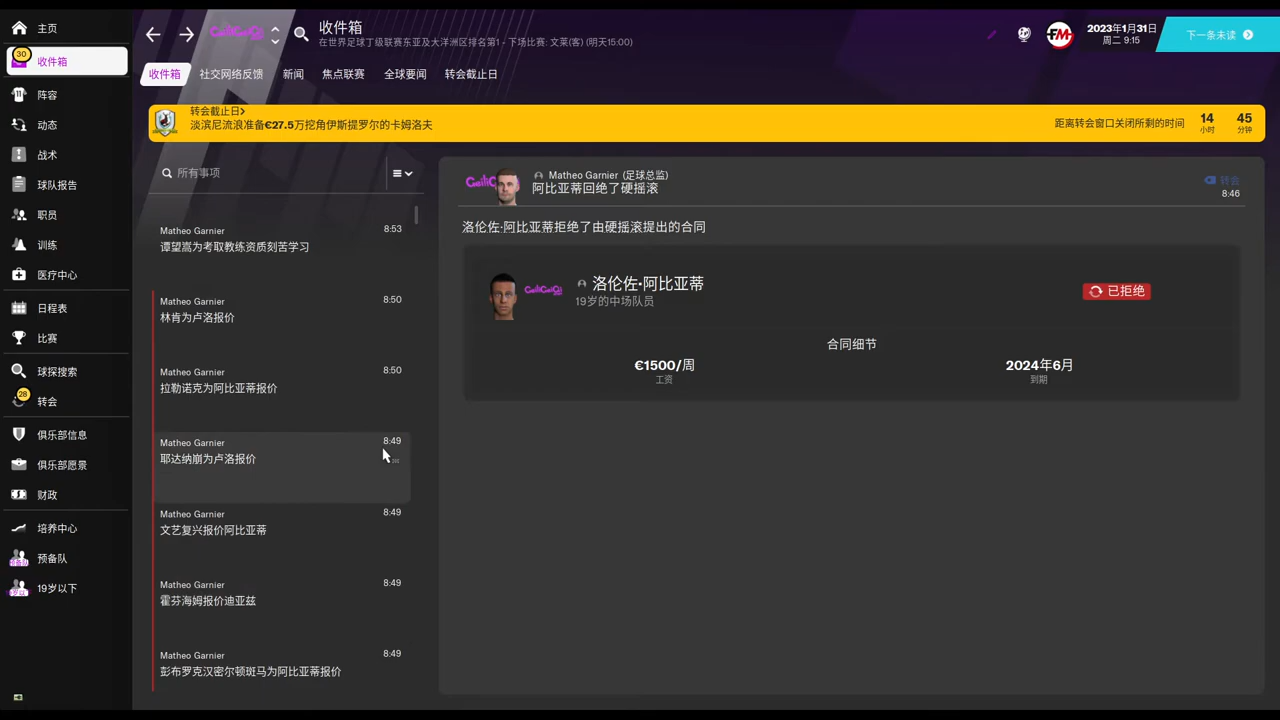 主页
30
收件箱
阵容
动态
战术
球队报告
职员
训练
医疗中心
日程表
比赛
球探搜索
28
转会
俱乐部信息
俱乐部愿景
财政
培养中心
预备队
19岁以下
收件箱
在世界足球丁级联赛东亚及大洋洲区排名第1 - 下场比赛: 文莱(客) (明天15:00)
FM
2023年1月31日
周二 9:15
下一条未读
收件箱 社交网络反馈 新闻 焦点联赛 全球要闻 转会截止日
转会截止日>
淡滨尼流浪准备€27.5万挖角伊斯提罗尔的卡姆洛夫
距离转会窗口关闭所剩的时间
14 45
小时 分钟
所有事项
Matheo Garnier 8:53
谭望嵩为考取教练资质刻苦学习
Matheo Garnier 8:50
林肯为卢洛报价
Matheo Garnier 8:50
拉勒诺克为阿比亚蒂报价
Matheo Garnier 8:49
耶达纳崩为卢洛报价
Matheo Garnier 8:49
文艺复兴报价阿比亚蒂
Matheo Garnier 8:49
霍芬海姆报价迪亚兹
Matheo Garnier 8:49
彭布罗克汉密尔顿斑马为阿比亚蒂报价
Matheo Garnier (足球总监)
阿比亚蒂回绝了硬摇滚
转会
8:46
洛伦佐·阿比亚蒂拒绝了由硬摇滚提出的合同
洛伦佐·阿比亚蒂
19岁的中场队员
已拒绝
合同细节
€1500/周 2024年6月
工资 到期